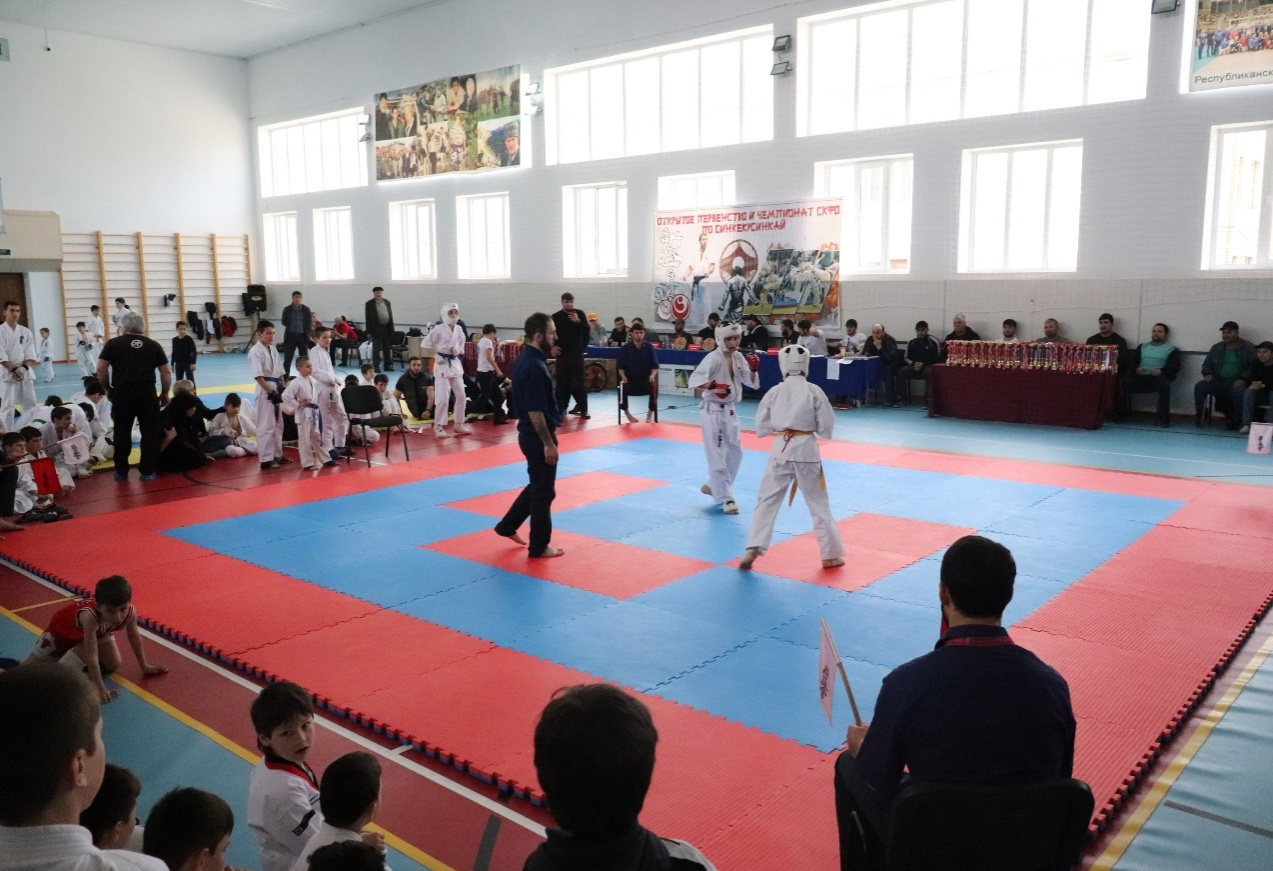 Республиканск
ОТКРЫТОЕ ПЕРВЕНСТВО И ЧЕМПИОНАТ СКФО
ПО СИНКЕКУСИНКАЙ